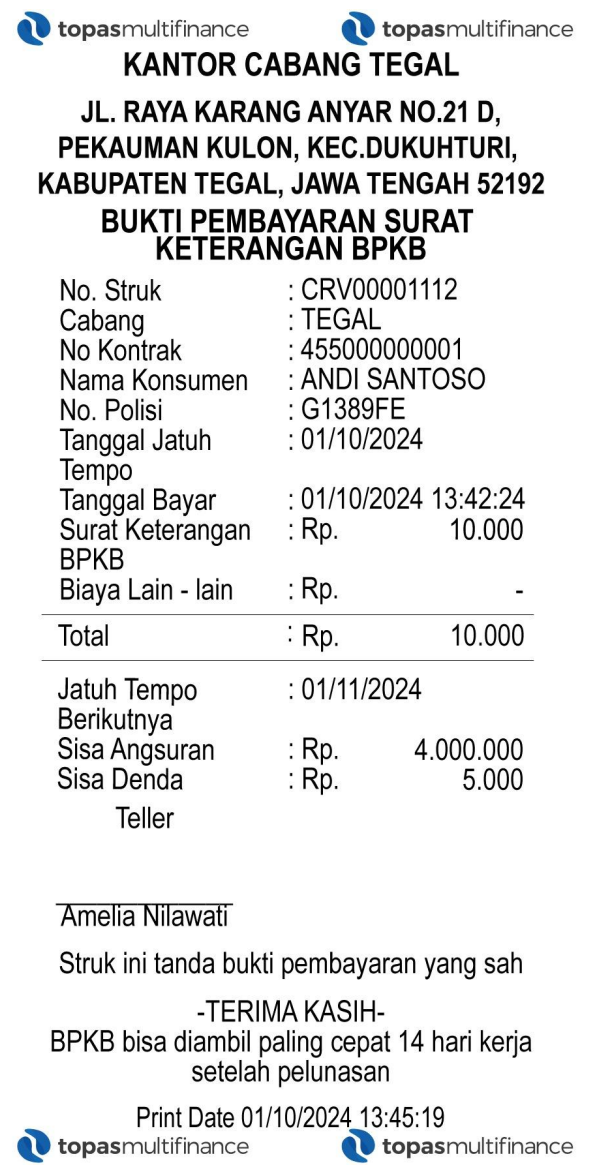 topasmultifinance topasmultifinance
KANTOR CABANG TEGAL
JL. RAYA KARANG ANYAR NO.21 D,
PEKAUMAN KULON, KEC.DUKUHTURI,
KABUPATEN TEGAL, JAWA TENGAH 52192
BUKTI PEMBAYARAN SURAT
KETERANGAN BPKB
No. Struk : CRV00001112
Cabang : TEGAL
No Kontrak : 455000000001
Nama Konsumen : ANDI SANTOSO
No. Polisi : G1389FE
Tanggal Jatuh : 01/10/2024
Tempo
Tanggal Bayar : 01/10/2024 13:42:24
Surat Keterangan : Rp. 10.000
BPKB
Biaya Lain - lain : Rp. -
Total : Rp. 10.000
Jatuh Tempo : 01/11/2024
Berikutnya
Sisa Angsuran : Rp. 4.000.000
Sisa Denda : Rp. 5.000
Teller
Amelia Nilawati
Struk ini tanda bukti pembayaran yang sah
-TERIMA KASIH-
BPKB bisa diambil paling cepat 14 hari kerja
setelah pelunasan
Print Date 01/10/2024 13:45:19
topasmultifinance topasmultifinance